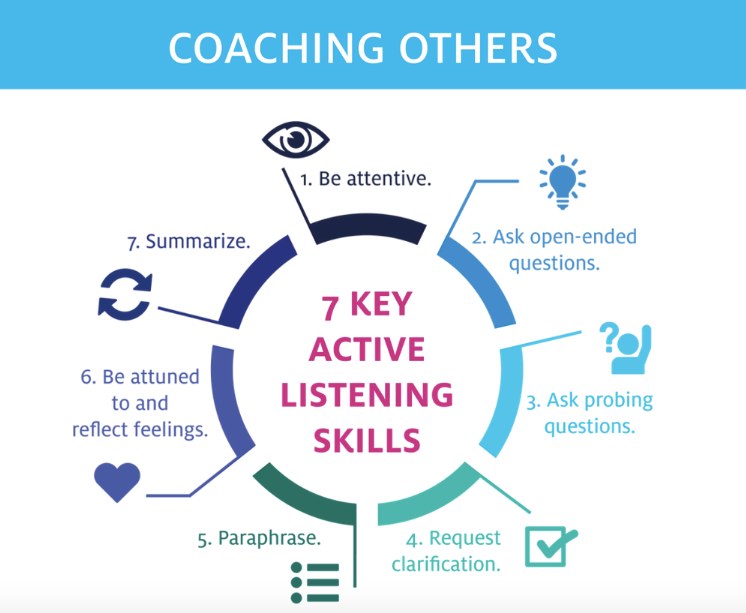 COACHING OTHERS
1. Be attentive.
2. Ask open-ended
questions.
3. Ask probing
questions.
4. Request
clarification.
5. Paraphrase.
6. Be attuned
to and
reflect feelings.
7. Summarize.
7 KEY
ACTIVE
LISTENING
SKILLS
?